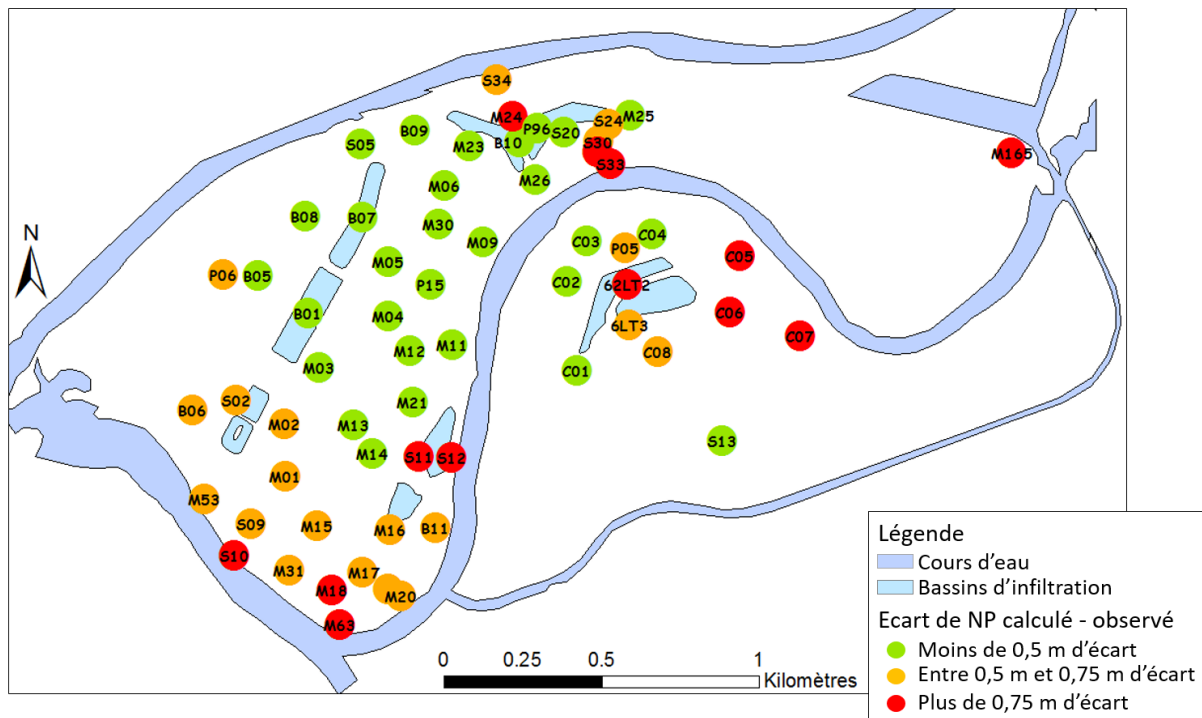 S34
M24
P96
S24
M25
S20
B09
S05
B10
S30
M23
M165
S33
M26
M06
B08
B07
M30
C04
N
M09
C03
P05
C05
M05
P06
B05
C02
P15
62LT2
B01
M04
C06
6LT3
C07
M11
M12
C08
M03
C01
S02
M21
B06
M02
M13
S13
M14
S11
S12
M01
M53
S09
M15
M16
B11
S10
M31
M17
M18
M20
M63
0
0.25
0.5
1
Kilomètres
Légende
Cours d'eau
Bassins d'infiltration
Ecart de NP calculé - observé
Moins de 0,5 m d'écart
Entre 0,5 m et 0,75 m d'écart
Plus de 0,75 m d'écart